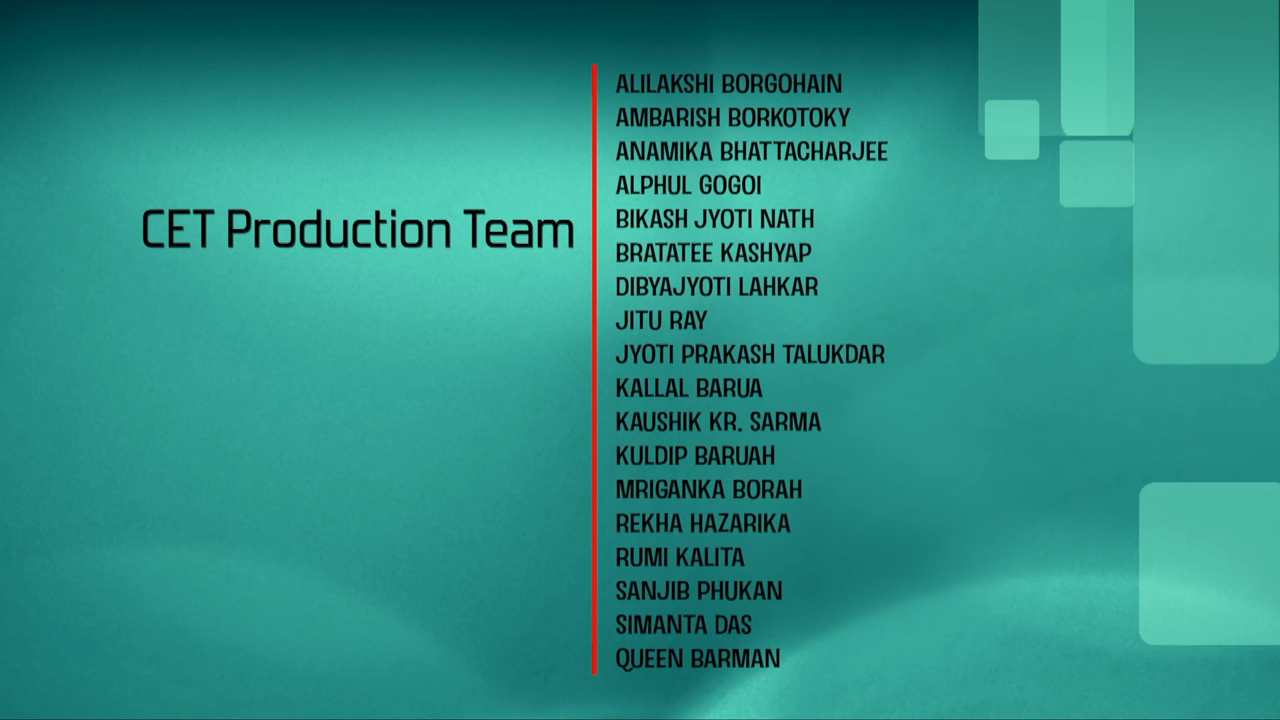 CET Production Team
ALILAKSHI BORGOHAIN
AMBARISH BORKOTOKY
ANAMIKA BHATTACHARJEE
ALPHUL GOGOI
BIKASH JYOTI NATH
BRATATEE KASHYAP
DIBYAJYOTI LAHKAR
JITU RAY
JYOTI PRAKASH TALUKDAR
KALLAL BARUA
KAUSHIK KR. SARMA
KULDIP BARUAH
MRIGANKA BORAH
REKHA HAZARIKA
RUMI KALITA
SANJIB PHUKAN
SIMANTA DAS
QUEEN BARMAN